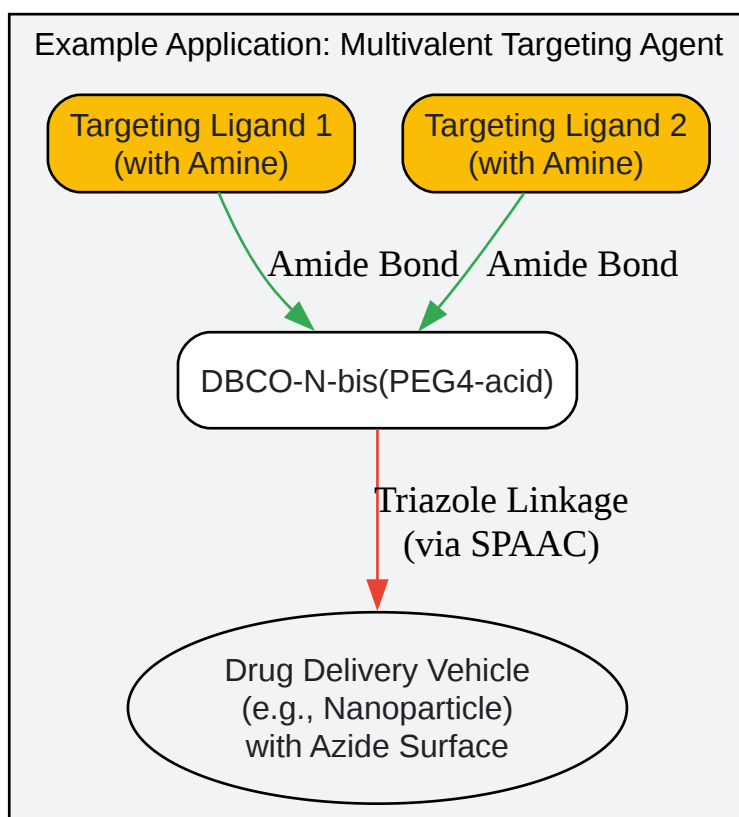 Example Application: Multivalent Targeting Agent
Targeting Ligand 1
(with Amine)
Targeting Ligand 2
(with Amine)
Amide Bond
Amide Bond
DBCO-N-bis(PEG4-acid)
Triazole Linkage
(via SPAAC)
Drug Delivery Vehicle
(e.g., Nanoparticle)
with Azide Surface